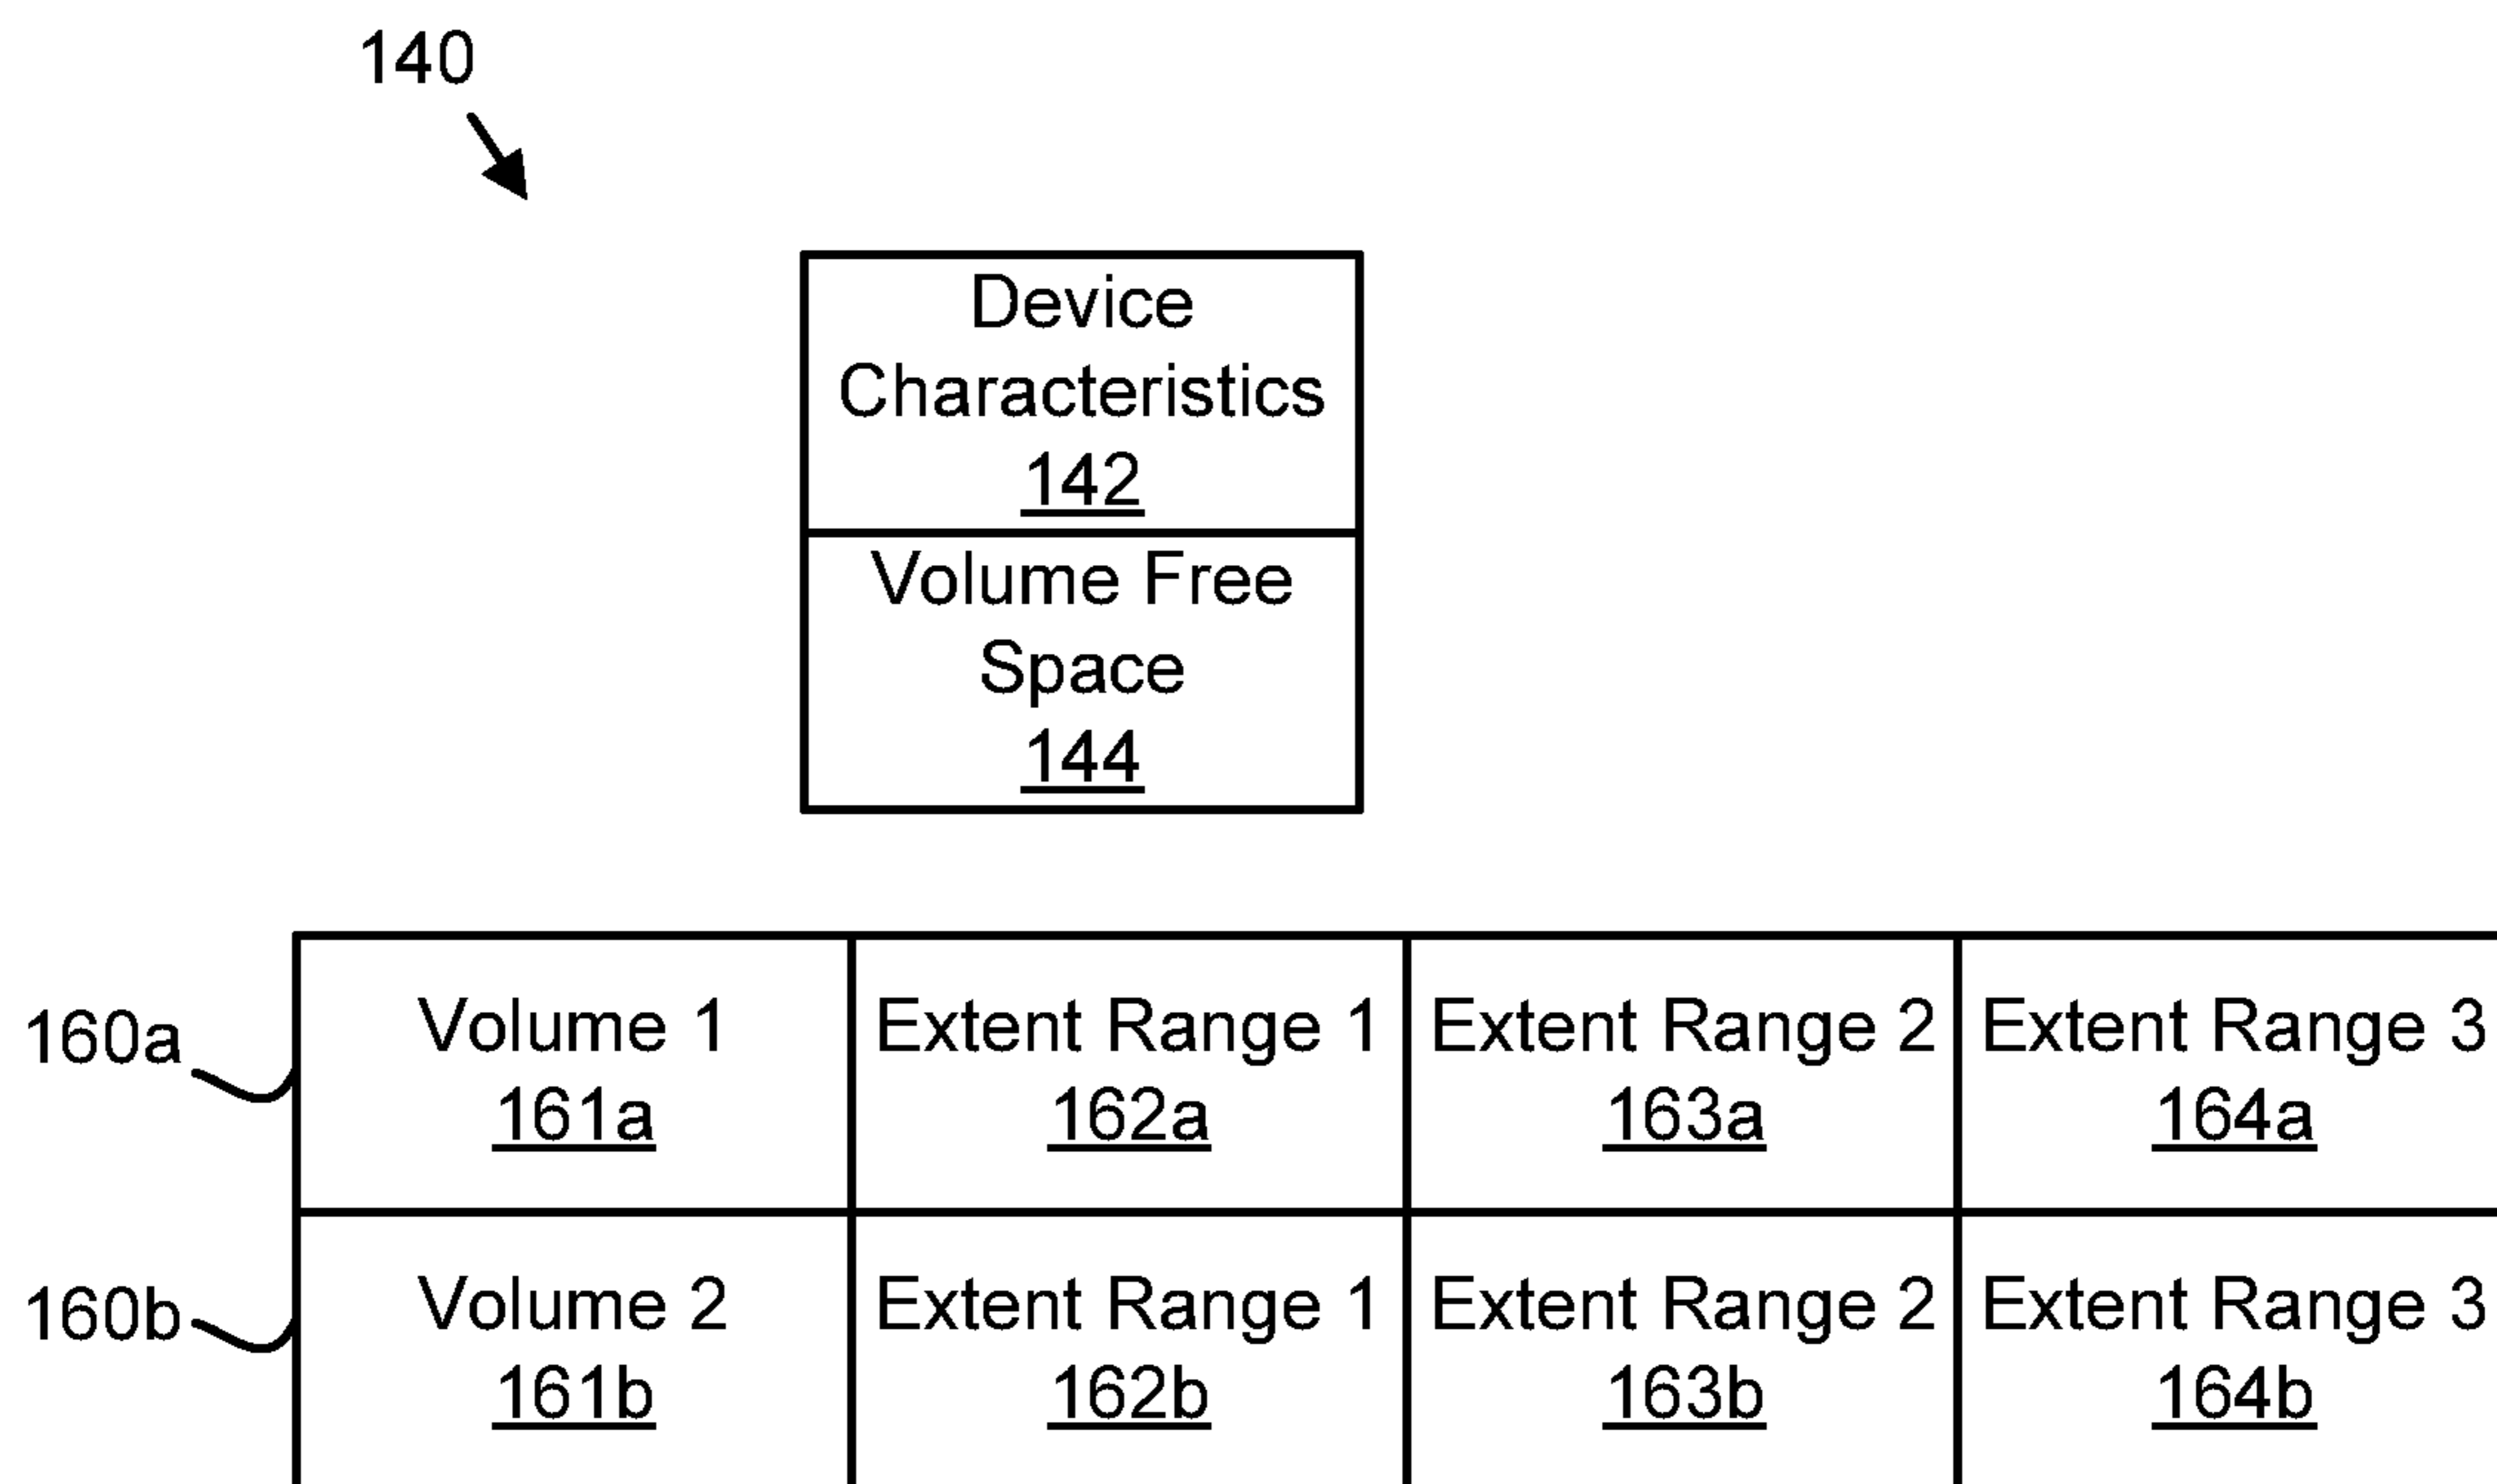 140
Device
Characteristics
142
Volume Free
Space
144
160a
Volume 1
161a
Extent Range 1
162a
Extent Range 2
163a
Extent Range 3
164a
160b
Volume 2
161b
Extent Range 1
162b
Extent Range 2
163b
Extent Range 3
164b